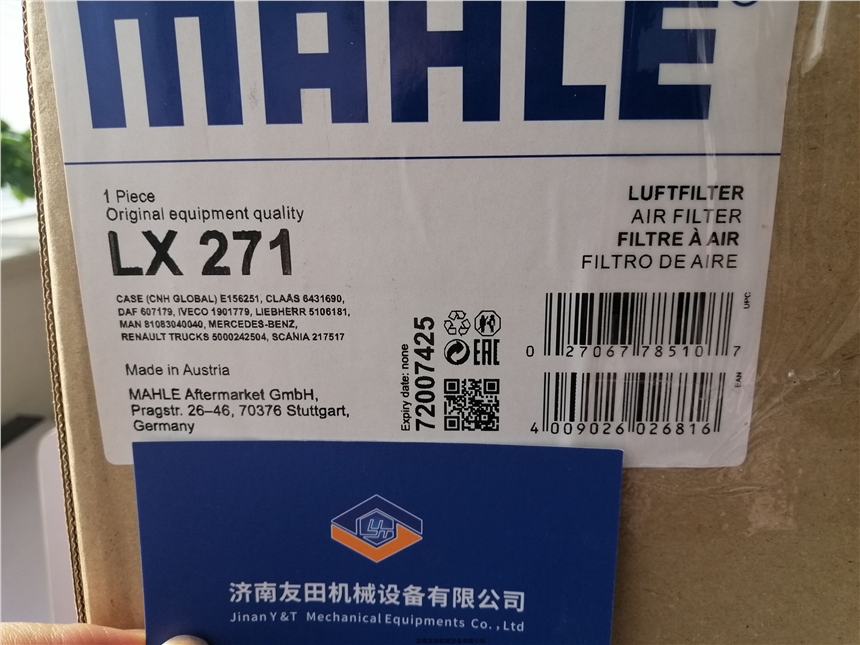 MAHLE
1 Piece
Original equipment quality
LX 271
CASE (CNH GLOBAL) E156251, CLAAS 6431690,
DAF 607179, IVECO 1901779, LIEBHERR 5106181,
MAN 81083040040, MERCEDES-BENZ,
RENAULT TRUCKS 5000242504, SCANIA 217517
Made in Austria
MAHLE Aftermarket GmbH,
Pragstr. 26–46, 70376 Stuttgart,
Germany
LUFTFILTER
AIR FILTER
FILTRE À AIR
FILTRO DE AIRE
Expiry date: none
72007425
EAC
UPC
0 27067 78510 7
EAN
4 009026 026816
YT
济南友田机械设备有限公司
Jinan Y&T Mechanical Equipments Co.,Ltd